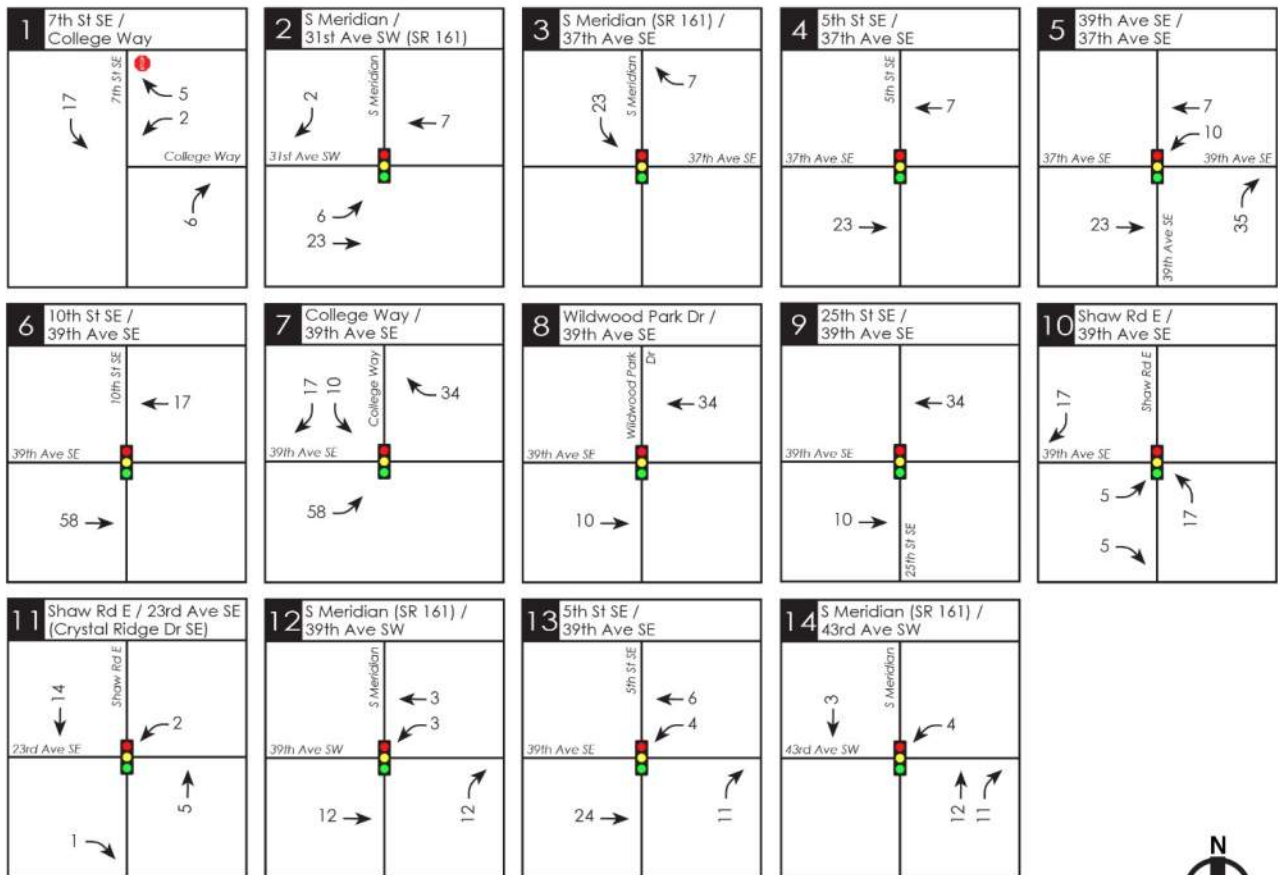 1 7th St SE /
College Way
7th St SE
17
5
2
College Way
6
2 S Meridian /
31st Ave SW (SR 161)
S Meridian
2
7
31st Ave SW
6
23
3 S Meridian (SR 161) /
37th Ave SE
S Meridian
23
7
37th Ave SE
4 5th St SE /
37th Ave SE
5th St SE
7
37th Ave SE
23
5 39th Ave SE /
37th Ave SE
7
10
37th Ave SE
39th Ave SE
23
39th Ave SE
35
6 10th St SE /
39th Ave SE
10th St SE
17
39th Ave SE
58
7 College Way /
39th Ave SE
College Way
17
10
34
39th Ave SE
58
8 Wildwood Park Dr /
39th Ave SE
Wildwood Park
Dr
34
39th Ave SE
10
9 25th St SE /
39th Ave SE
34
39th Ave SE
10
25th St SE
10 Shaw Rd E /
39th Ave SE
Shaw Rd E
17
39th Ave SE
5
17
5
11 Shaw Rd E / 23rd Ave SE
(Crystal Ridge Dr SE)
Shaw Rd E
14
2
23rd Ave SE
5
1
12 S Meridian (SR 161) /
39th Ave SW
S Meridian
3
3
39th Ave SW
12
12
13 5th St SE /
39th Ave SE
5th St SE
6
4
39th Ave SE
24
11
14 S Meridian (SR 161) /
43rd Ave SW
S Meridian
3
4
43rd Ave SW
12
11
N